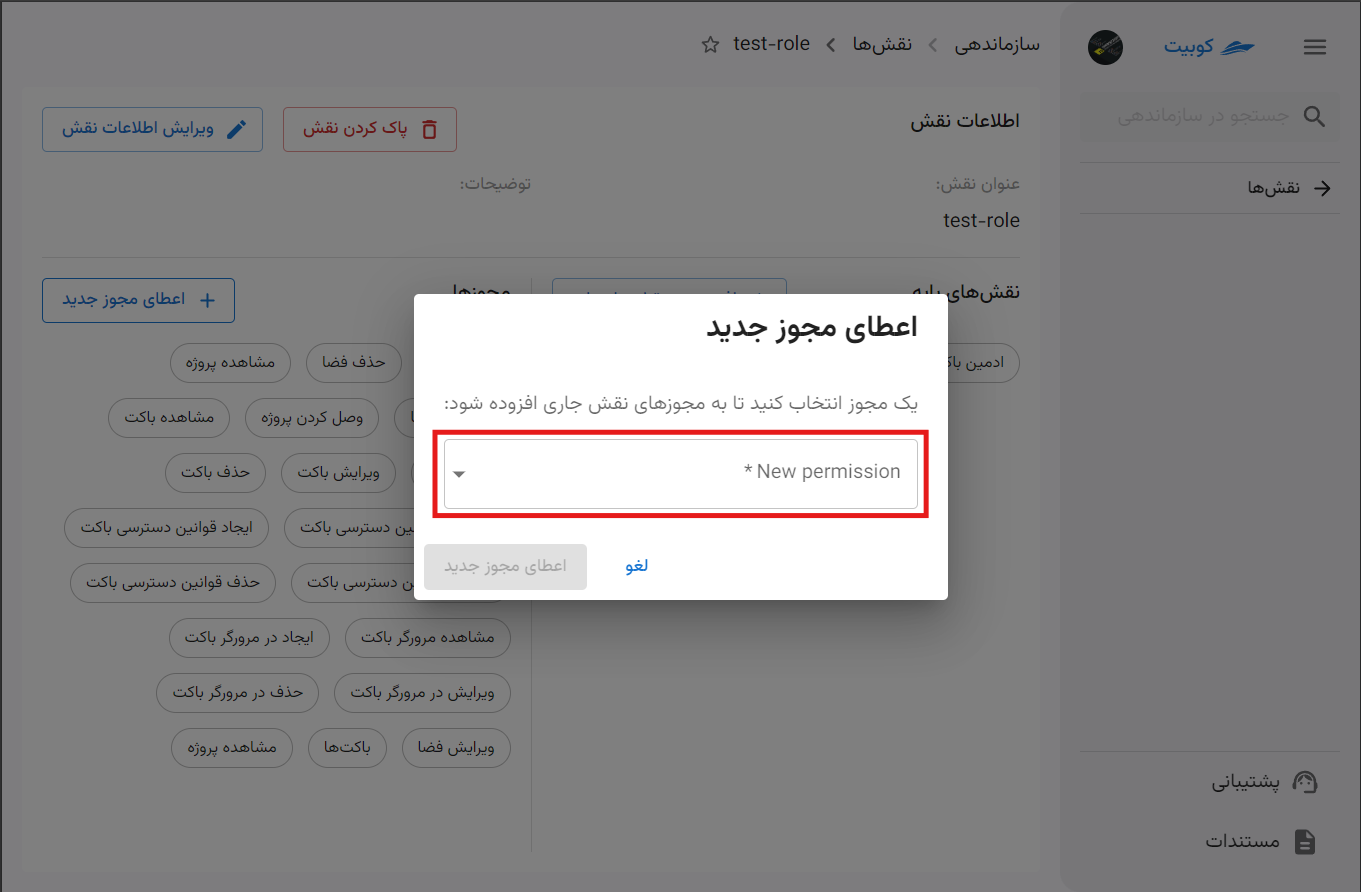 کوبیت
جستجو در سازماندهی
نقش‌ها
پشتیبانی
مستندات
سازماندهی
نقش‌ها
test-role
اطلاعات نقش
پاک کردن نقش
ویرایش اطلاعات نقش
عنوان نقش:
توضیحات:
test-role
نقش‌های پایه
مجوزها
اعطای مجوز جدید
ادمین
حذف فضا
مشاهده پروژه
وصل کردن پروژه
مشاهده باکت
ویرایش باکت
حذف باکت
دسترسی باکت
ایجاد قوانین دسترسی باکت
دسترسی باکت
حذف قوانین دسترسی باکت
مشاهده مرورگر باکت
ایجاد در مرورگر باکت
ویرایش در مرورگر باکت
حذف در مرورگر باکت
ویرایش فضا
باکت‌ها
مشاهده پروژه
اعطای مجوز جدید
یک مجوز انتخاب کنید تا به مجوزهای نقش جاری افزوده شود:
New permission *
لغو
اعطای مجوز جدید